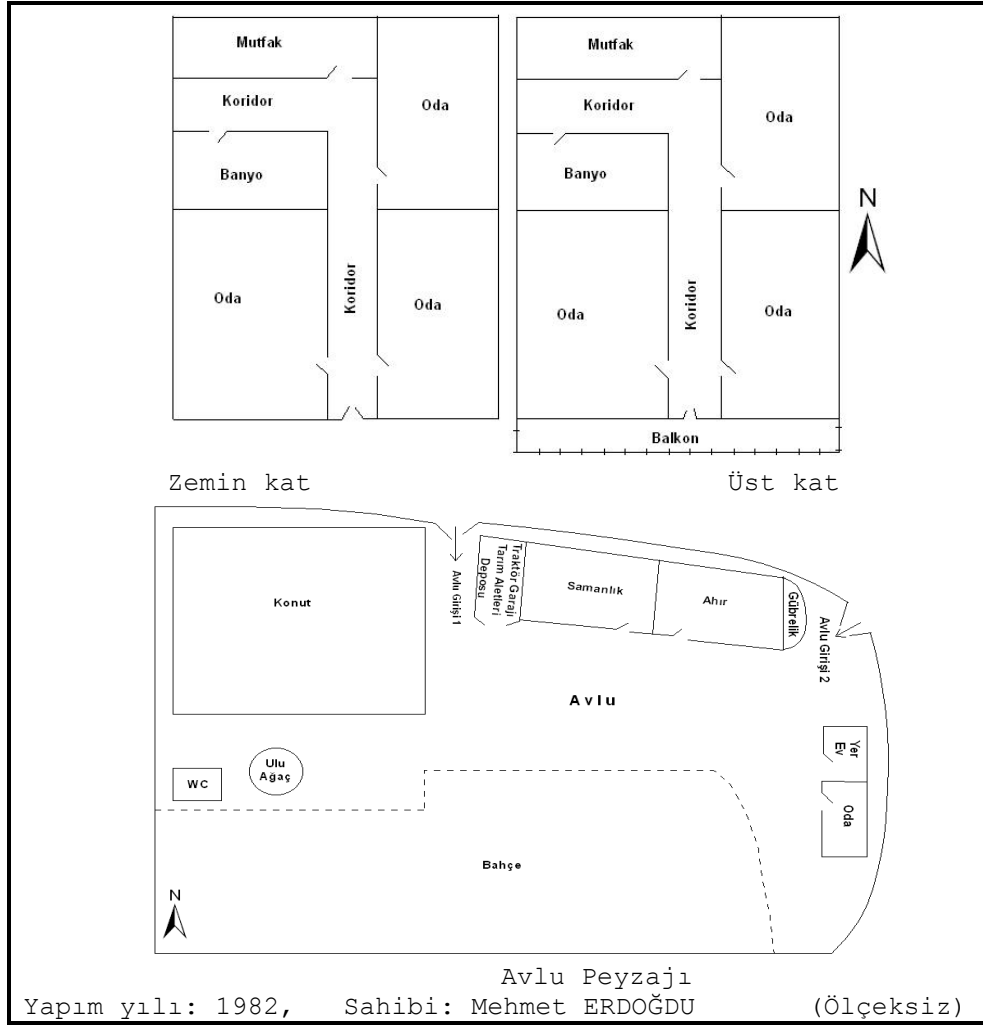 Mutfak
Koridor
Oda
Banyo
Oda
Koridor
Oda
Mutfak
Koridor
Oda
Banyo
Oda
Koridor
Oda
Balkon
N
Zemin kat
Üst kat
Konut
Avlu Girişi 1
Traktör Garajı
Tarım Aletleri
Deposu
Samanlık
Ahır
Gübrelik
Avlu Girişi 2
Avlu
Yer
Ev
Oda
WC
Ulu
Ağaç
Bahçe
N
Avlu Peyzajı
Yapım yılı: 1982, Sahibi: Mehmet ERDOĞDU (Ölçeksiz)